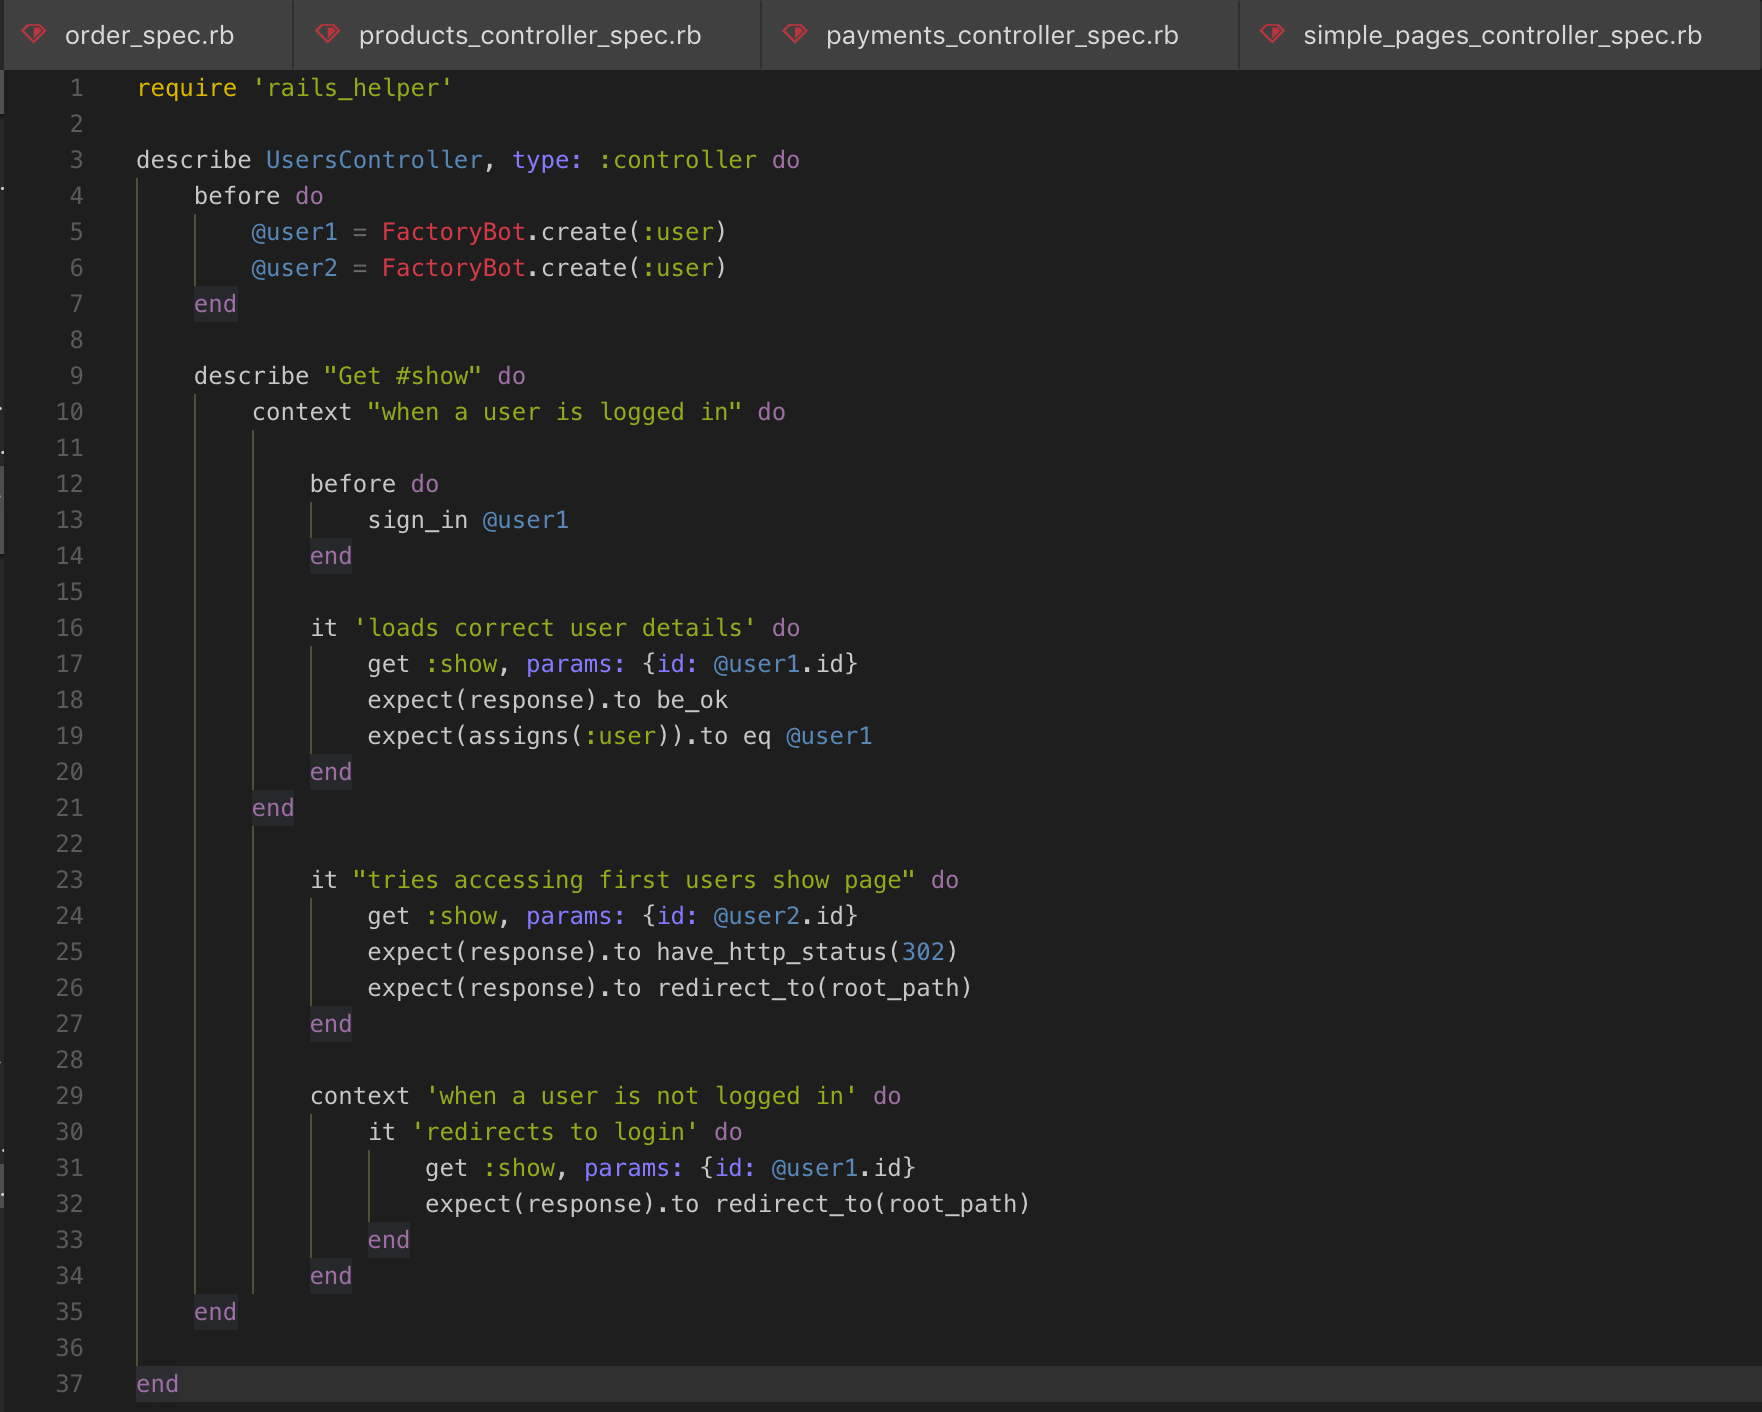 order_spec.rb products_controller_spec.rb payments_controller_spec.rb simple_pages_controller_spec.rb
1 require 'rails_helper'
2
3 describe UsersController, type: :controller do
4     before do
5         @user1 = FactoryBot.create(:user)
6         @user2 = FactoryBot.create(:user)
7     end
8
9     describe "Get #show" do
10         context "when a user is logged in" do
11
12             before do
13                 sign_in @user1
14             end
15
16             it 'loads correct user details' do
17                 get :show, params: {id: @user1.id}
18                 expect(response).to be_ok
19                 expect(assigns(:user)).to eq @user1
20             end
21         end
22
23             it "tries accessing first users show page" do
24                 get :show, params: {id: @user2.id}
25                 expect(response).to have_http_status(302)
26                 expect(response).to redirect_to(root_path)
27             end
28
29             context 'when a user is not logged in' do
30                 it 'redirects to login' do
31                     get :show, params: {id: @user1.id}
32                     expect(response).to redirect_to(root_path)
33                 end
34             end
35     end
36
37 end